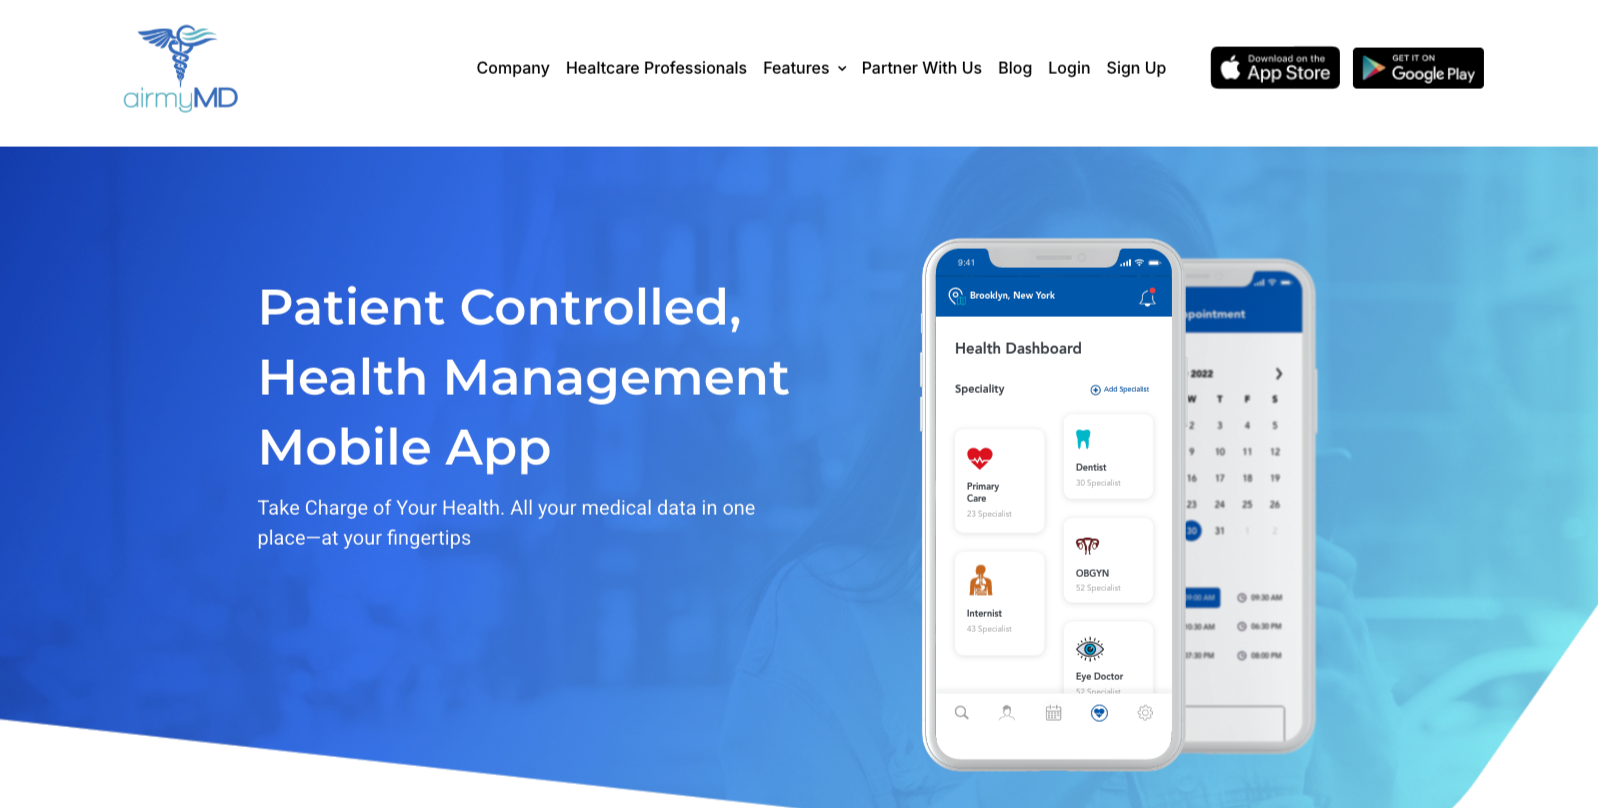 airmyMD
Company Healtcare Professionals Features Partner With Us Blog Login Sign Up
Download on the
App Store
GET IT ON
Google Play
Patient Controlled,
Health Management
Mobile App
Take Charge of Your Health. All your medical data in one
place—at your fingertips
9:41
Brooklyn, New York
Health Dashboard
Speciality
Add Specialist
Primary
Care
23 Specialist
Dentist
30 Specialist
Internist
43 Specialist
OBGYN
52 Specialist
Eye Doctor
52 Specialist
2022
W T F S
2 3 4 5
9 10 11 12
16 17 18 19
23 24 25 26
30 31 1 2
09:00 AM 09:30 AM
10:30 AM 06:30 PM
07:30 PM 08:00 PM